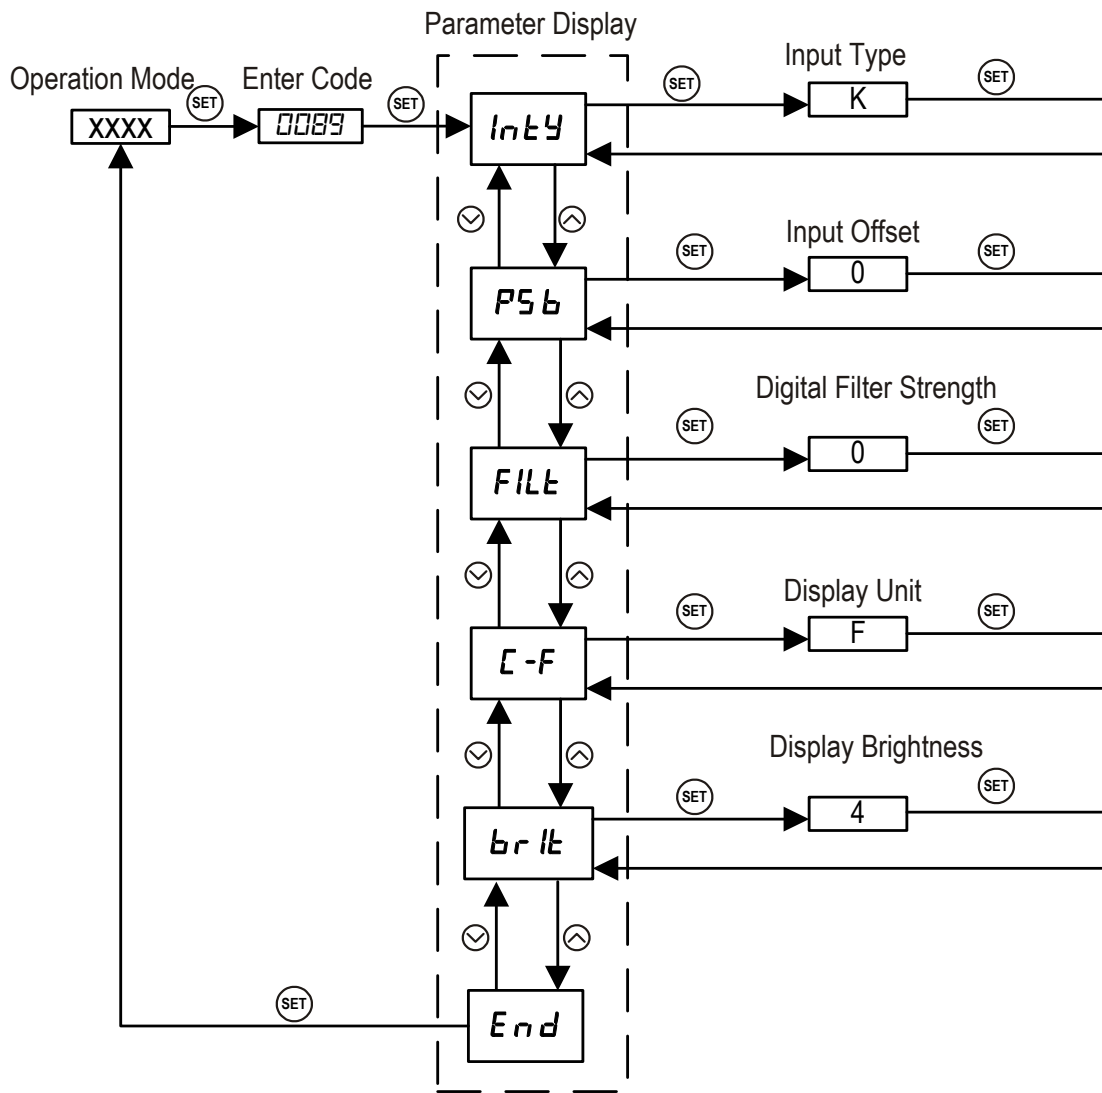 Parameter Display
Operation Mode
SET
Enter Code
SET
Input Type
SET
SET
XXXX
0089
IntY
K
Input Offset
SET
SET
PSb
0
Digital Filter Strength
SET
SET
FILt
0
Display Unit
SET
SET
C-F
F
Display Brightness
SET
SET
brIt
4
SET
End